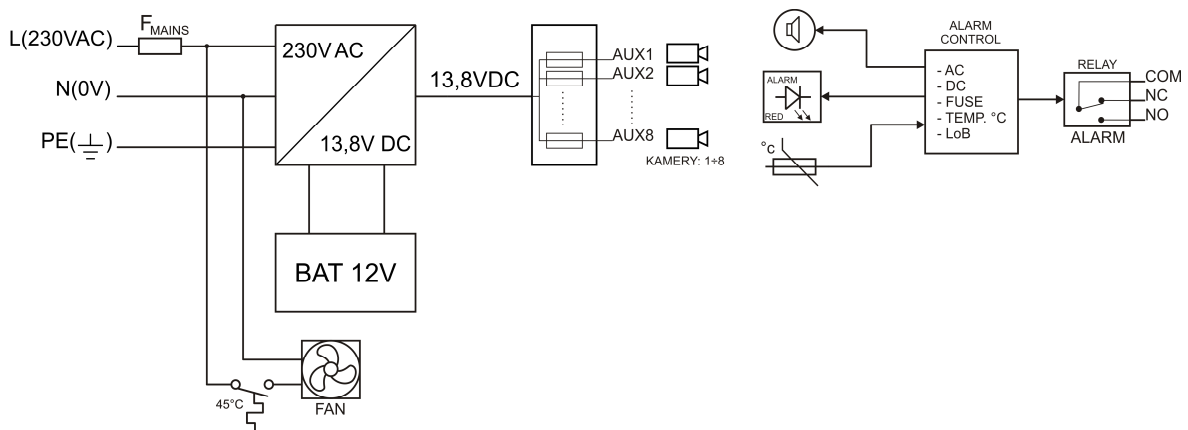 L(230VAC)
F MAINS
N(0V)
PE( )
230V AC
13,8V DC
13,8VDC
BAT 12V
45°C
FAN
AUX1
AUX2
AUX8
KAMERY: 1÷8
ALARM
RED
°c
ALARM
CONTROL
- AC
- DC
- FUSE
- TEMP. °C
- LoB
RELAY
COM
NC
NO
ALARM